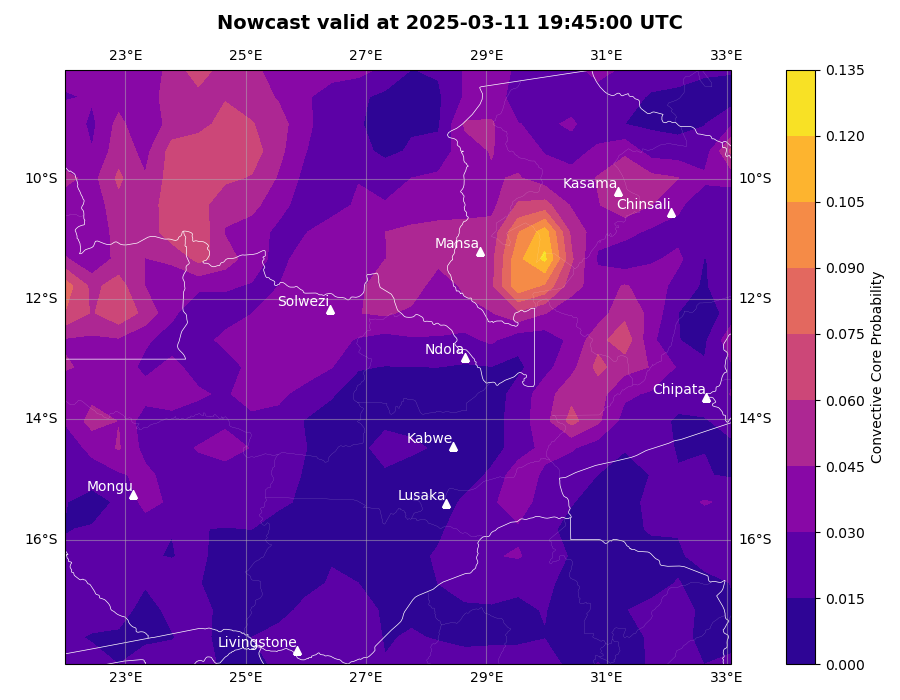 Nowcast valid at 2025-03-11 19:45:00 UTC
23°E 25°E 27°E 29°E 31°E 33°E
0.135
0.120
0.105
0.090
0.075
0.060
0.045
0.030
0.015
0.000
Convective Core Probability
10°S 10°S
12°S 12°S
14°S 14°S
16°S 16°S
Kasama
Chinsali
Mansa
Solwezi
Ndola
Chipata
Kabwe
Mongu
Lusaka
Livingstone
23°E 25°E 27°E 29°E 31°E 33°E